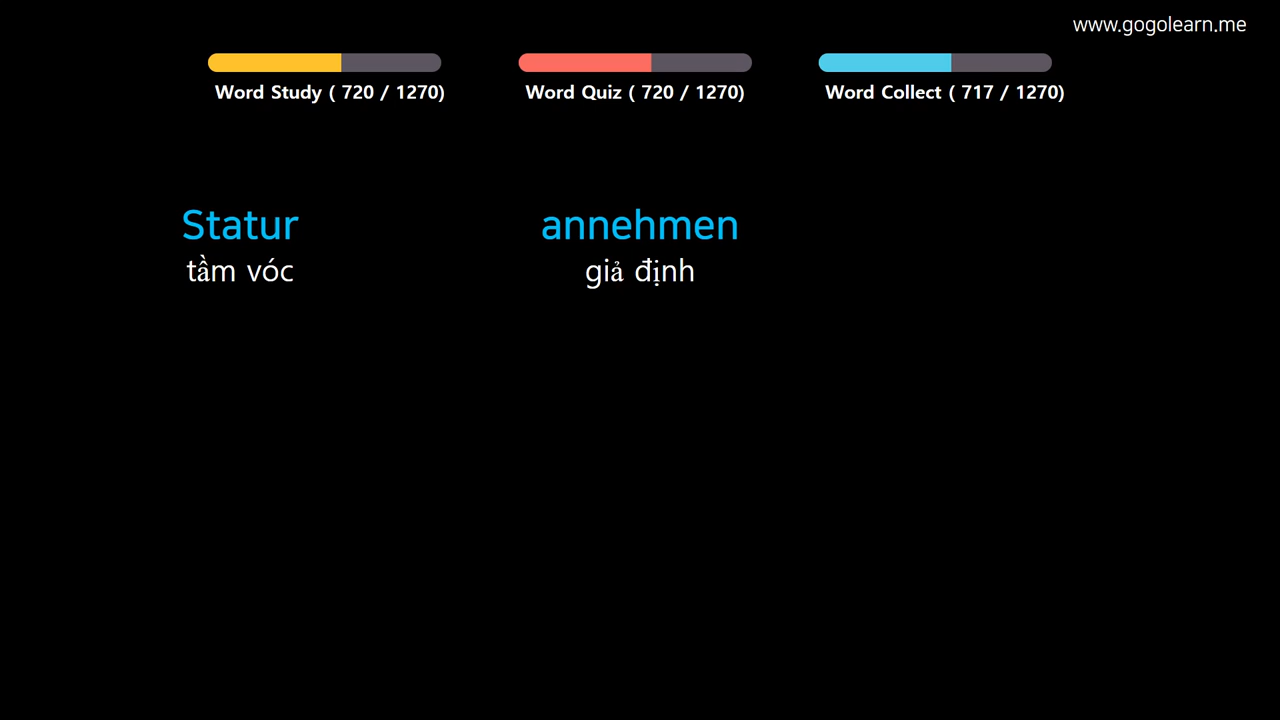 www.gogolearn.me
Word Study ( 720 / 1270)
Word Quiz ( 720 / 1270)
Word Collect ( 717 / 1270)
Statur
tầm vóc
annehmen
giả định